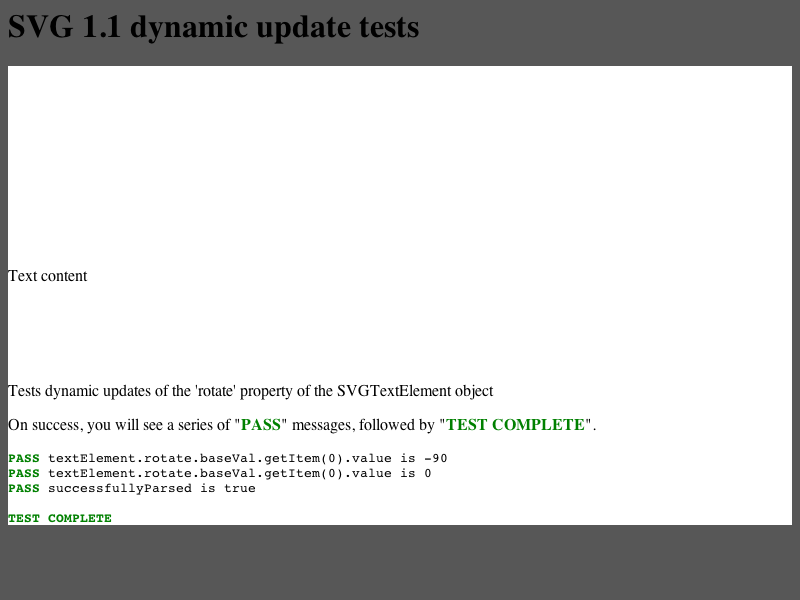 SVG 1.1 dynamic update tests
Text content
Tests dynamic updates of the 'rotate' property of the SVGTextElement object
On success, you will see a series of "PASS" messages, followed by "TEST COMPLETE".
PASS textElement.rotate.baseVal.getItem(0).value is -90
PASS textElement.rotate.baseVal.getItem(0).value is 0
PASS successfullyParsed is true
TEST COMPLETE